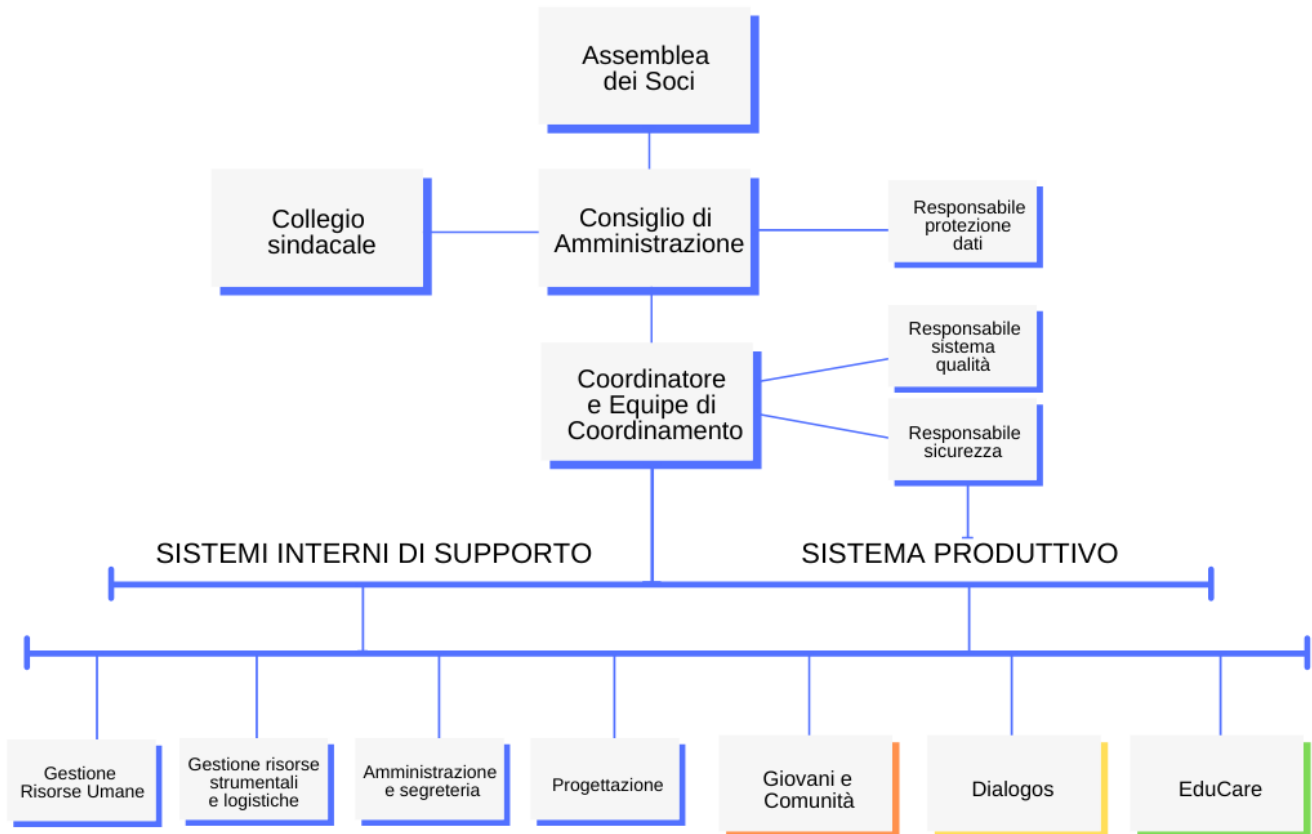 Assemblea
dei Soci
Collegio
sindacale
Consiglio di
Amministrazione
Responsabile
protezione
dati
Responsabile
sistema
qualità
Coordinatore
e Equipe di
Coordinamento
Responsabile
sicurezza
SISTEMI INTERNI DI SUPPORTO
SISTEMA PRODUTTIVO
Gestione
Risorse Umane
Gestione risorse
strumentali
e logistiche
Amministrazione
e segreteria
Progettazione
Giovani e
Comunità
Dialogos
EduCare